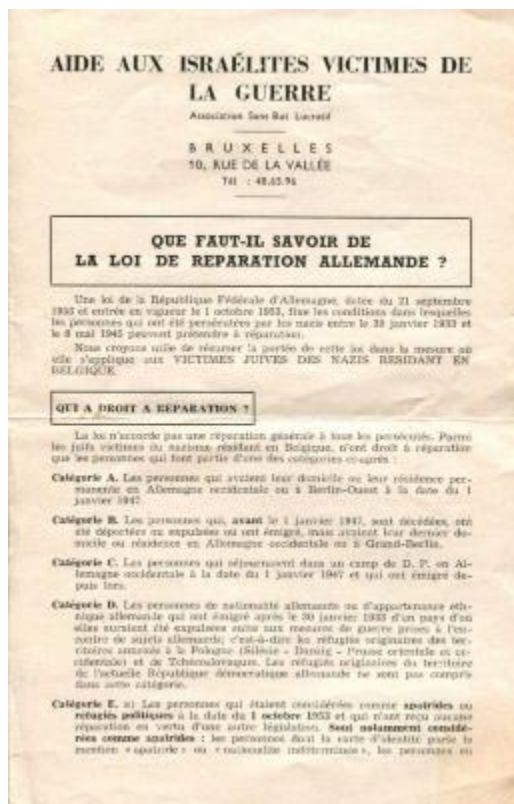 AIDE AUX ISRAÉLITES VICTIMES DE
LA GUERRE
Association Sans But Lucratif
BRUXELLES
10, RUE DE LA VALLÉE
Tél : 48.65.96
QUE FAUT-IL SAVOIR DE
LA LOI DE REPARATION ALLEMANDE ?
Une loi de la République Fédérale d'Allemagne, datée du 21 septembre
1953 et entrée en vigueur le 1 octobre 1953, fixe les conditions dans lesquelles
les personnes qui ont été persécutées par les nazis entre le 30 janvier 1933 et
le 8 mai 1945 peuvent prétendre à réparation.
Nous croyons utile de résumer la portée de cette loi dans la mesure où
elle s'applique aux VICTIMES JUIVES DES NAZIS RESIDANT EN
BELGIQUE.
QUI A DROIT A REPARATION ?
La loi n'accorde pas une réparation générale à tous les persécutés. Parmi
les juifs victimes du nazisme résidant en Belgique, n'ont droit à réparation
que les personnes qui font partie d'une des catégories ci-après :
Catégorie A. Les personnes qui avaient leur domicile ou leur résidence per-
manente en Allemagne occidentale ou à Berlin-Ouest à la date du 1
janvier 1947.
Catégorie B. Les personnes qui, avant le 1 janvier 1947, sont décédées, ont
été déportées ou expulsées ou ont émigré, mais avaient leur dernier do-
micile ou résidence en Allemagne occidentale ou à Grand-Berlin.
Catégorie C. Les personnes qui séjournaient dans un camp de D. P. en Al-
lemagne occidentale à la date du 1 janvier 1947 et qui ont émigré de-
puis lors.
Catégorie D. Les personnes de nationalité allemande ou d'appartenance eth-
nique allemande qui ont émigré après le 30 janvier 1933 d'un pays d'où
elles auraient été expulsées suite aux mesures de guerre prises à l'en-
contre de sujets allemands; c'est-à-dire les réfugiés originaires des ter-
ritoires annexés à la Pologne (Silésie - Danzig - Prusse orientale et oc-
cidentale) et de Tchécoslovaquie. Les réfugiés originaires du territoire
de l'actuelle République démocratique allemande ne sont pas compris
dans cette catégorie.
Catégorie E. a) Les personnes qui étaient considérées comme apatrides ou
réfugiés politiques à la date du 1 octobre 1953 et qui n'ont reçu aucune
réparation en vertu d'une autre législation. Sont notamment considé-
rées comme apatrides : les personnes dont la carte d'identité porte la
mention « apatride » ou « nationalité indéterminée », les personnes en